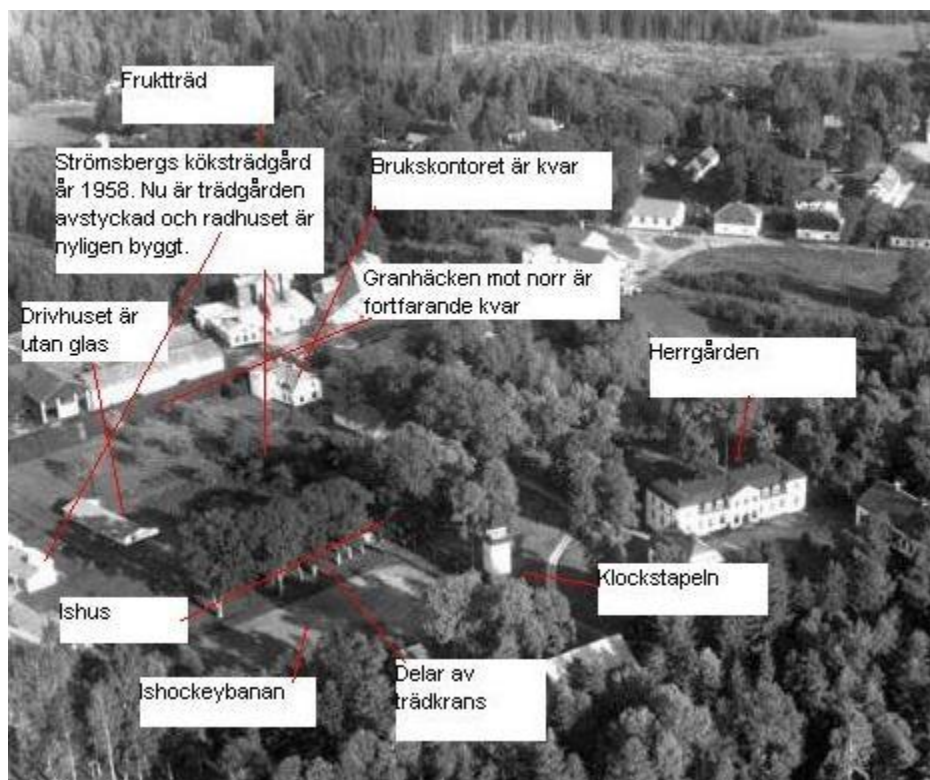 Fruktträd
Strömsbergs köksträdgård
år 1958. Nu är trädgården
avstyckad och radhuset är
nyligen byggt.
Brukskontoret är kvar
Granhäcken mot norr är
fortfarande kvar
Drivhuset är
utan glas
Herrgården
Klockstapeln
Ishus
Ishockeybanan
Delar av
trädkrans